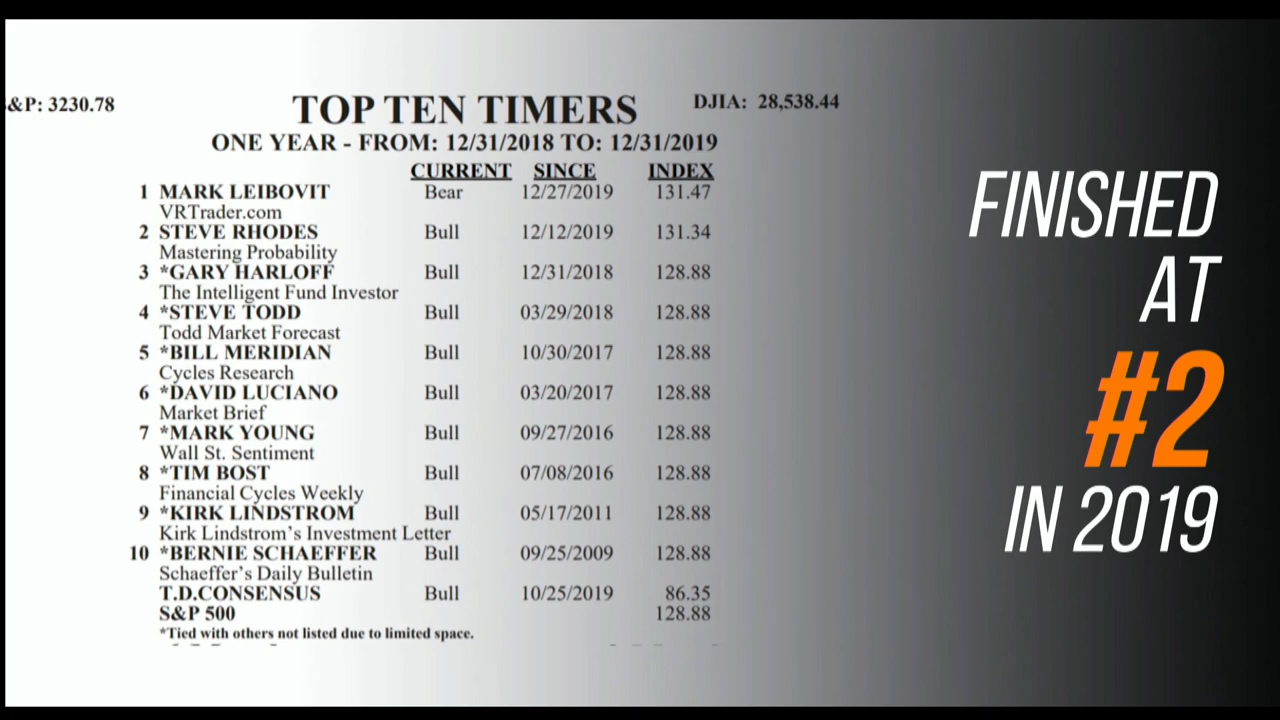 &P: 3230.78
TOP TEN TIMERS
DJIA: 28,538.44
ONE YEAR - FROM: 12/31/2018 TO: 12/31/2019
CURRENT SINCE INDEX
1 MARK LEIBOVIT Bear 12/27/2019 131.47
VRTrader.com
2 STEVE RHODES Bull 12/12/2019 131.34
Mastering Probability
3 *GARY HARLOFF Bull 12/31/2018 128.88
The Intelligent Fund Investor
4 *STEVE TODD Bull 03/29/2018 128.88
Todd Market Forecast
5 *BILL MERIDIAN Bull 10/30/2017 128.88
Cycles Research
6 *DAVID LUCIANO Bull 03/20/2017 128.88
Market Brief
7 *MARK YOUNG Bull 09/27/2016 128.88
Wall St. Sentiment
8 *TIM BOST Bull 07/08/2016 128.88
Financial Cycles Weekly
9 *KIRK LINDSTROM Bull 05/17/2011 128.88
Kirk Lindstrom's Investment Letter
10 *BERNIE SCHAEFFER Bull 09/25/2009 128.88
Schaeffer's Daily Bulletin
T.D.CONSENSUS Bull 10/25/2019 86.35
S&P 500 128.88
*Tied with others not listed due to limited space.
FINISHED
AT
#2
IN 2019